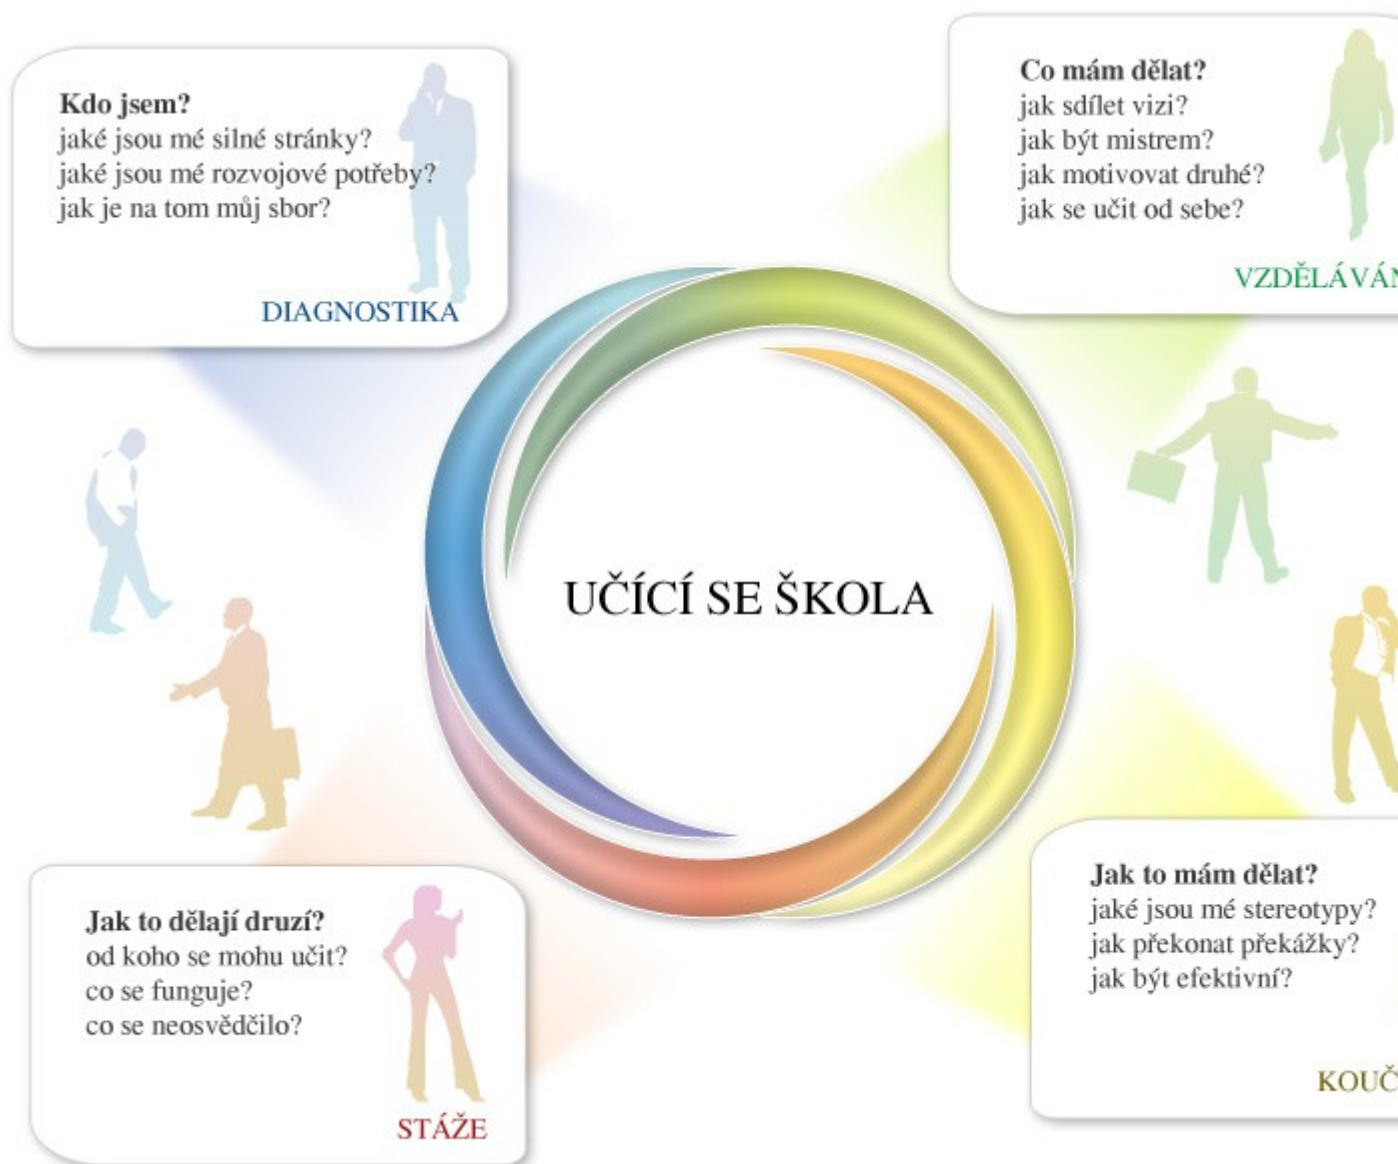 Kdo jsem?
jaké jsou mé silné stránky?
jaké jsou mé rozvojové potřeby?
jak je na tom můj sbor?
DIAGNOSTIKA
Co mám dělat?
jak sdílet vizi?
jak být mistrem?
jak motivovat druhé?
jak se učit od sebe?
VZDĚLÁVÁN
UČÍCÍ SE ŠKOLA
Jak to dělají druzí?
od koho se mohu učit?
co se funguje?
co se neosvědčilo?
STÁŽE
Jak to mám dělat?
jaké jsou mé stereotypy?
jak překonat překážky?
jak být efektivní?
KOUČ